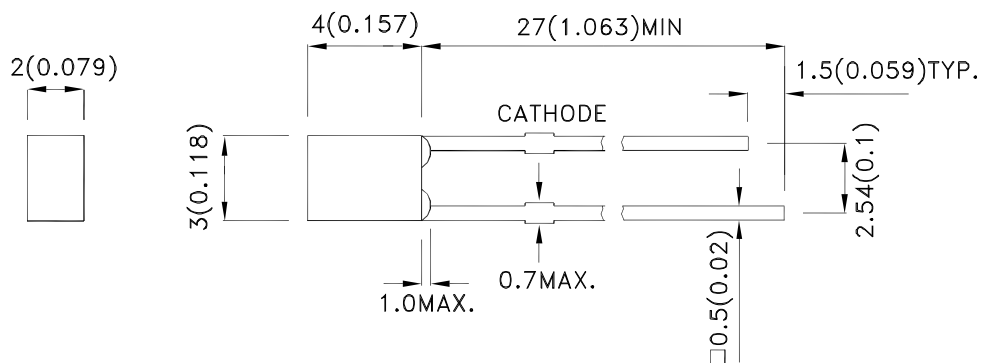 4(0.157)
27(1.063)MIN
2(0.079)
1.5(0.059)TYP.
CATHODE
3(0.118)
2.54(0.1)
0.7MAX.
1.0MAX.
□0.5(0.02)